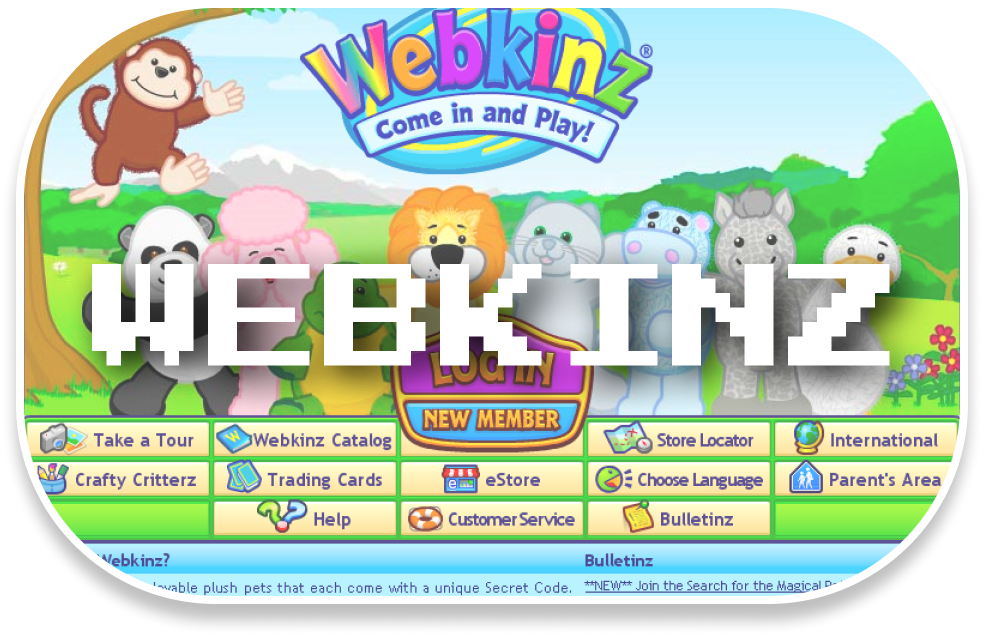 Webkinz®
Come in and Play!
WEBKINZ
LOG IN
NEW MEMBER
Take a Tour
Webkinz Catalog
Store Locator
International
Crafty Critterz
Trading Cards
eStore
Choose Language
Parent's Area
Help
Customer Service
Bulletinz
Webkinz?
Bulletinz
plush pets that each come with a unique Secret Code.
**NEW** Join the Search for the Magical